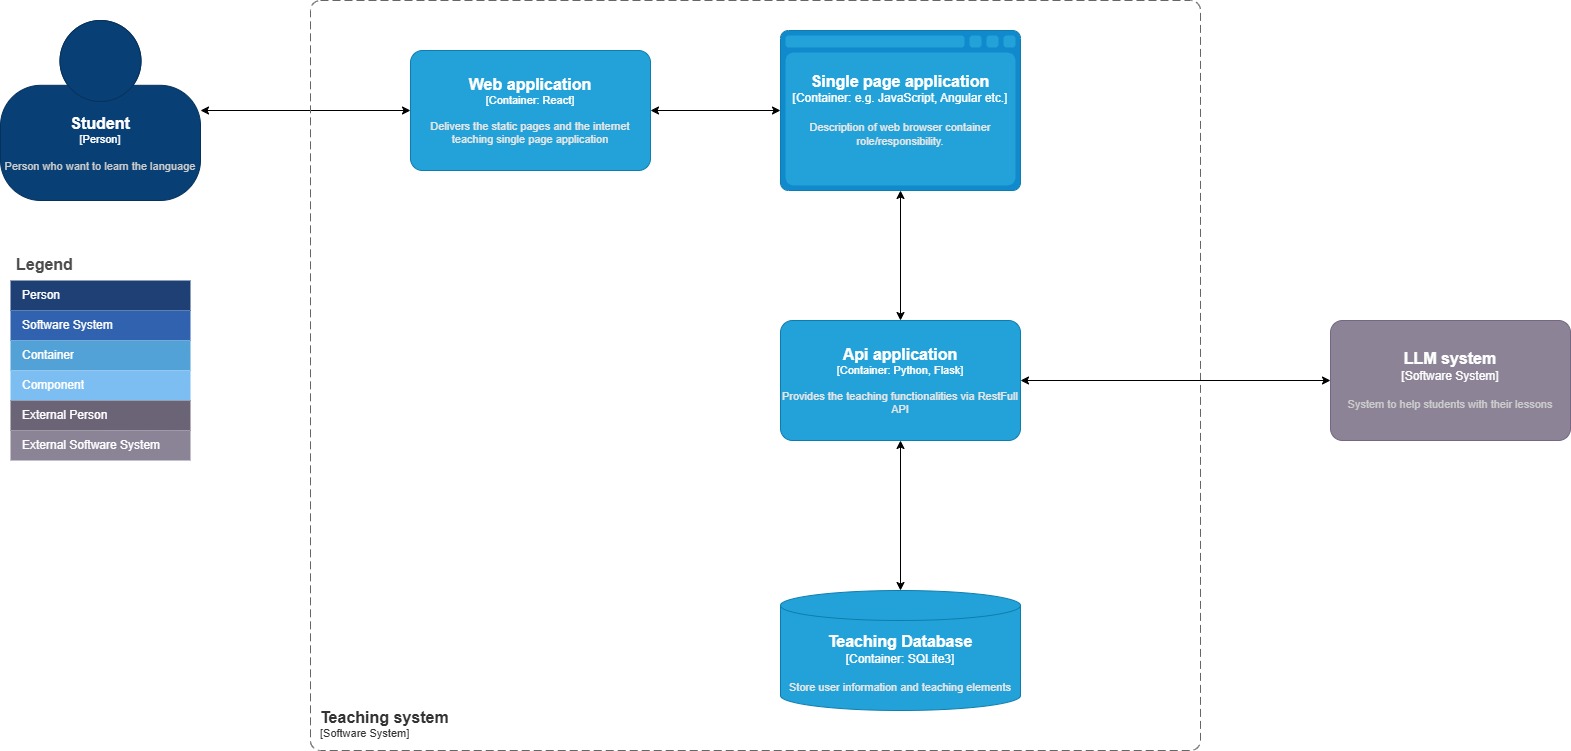 Student
[Person]
Person who want to learn the language
Web application
[Container: React]
Delivers the static pages and the internet
teaching single page application
Single page application
[Container: e.g. JavaScript, Angular etc.]
Description of web browser container
role/responsibility.
Legend
Person
Software System
Container
Component
External Person
External Software System
Api application
[Container: Python, Flask]
Provides the teaching functionalities via RestFull
API
LLM system
[Software System]
System to help students with their lessons
Teaching Database
[Container: SQLite3]
Store user information and teaching elements
Teaching system
[Software System]